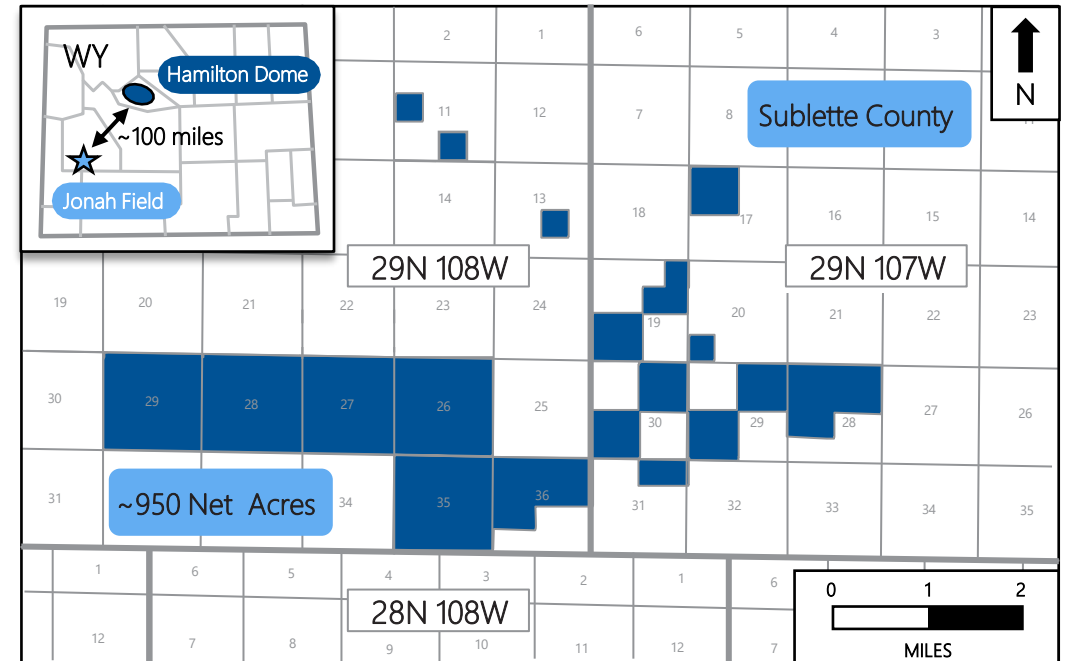 WY
Hamilton Dome
~100 miles
Jonah Field
2 1 6 5 4 3
N
11 12 7 8
Sublette County
14 13 18 17 16 15 14
29N 108W
29N 107W
19 20 21 22 23 24 19 20 21 22 23
30 29 28 27 26 25 30 29 28 27 26
31
~950 Net Acres
34 35 36 31 32 33 34 35
1 6 5 4 3 2 1 6
28N 108W
12 7 8 9 10 11 12 7
0 1 2
MILES